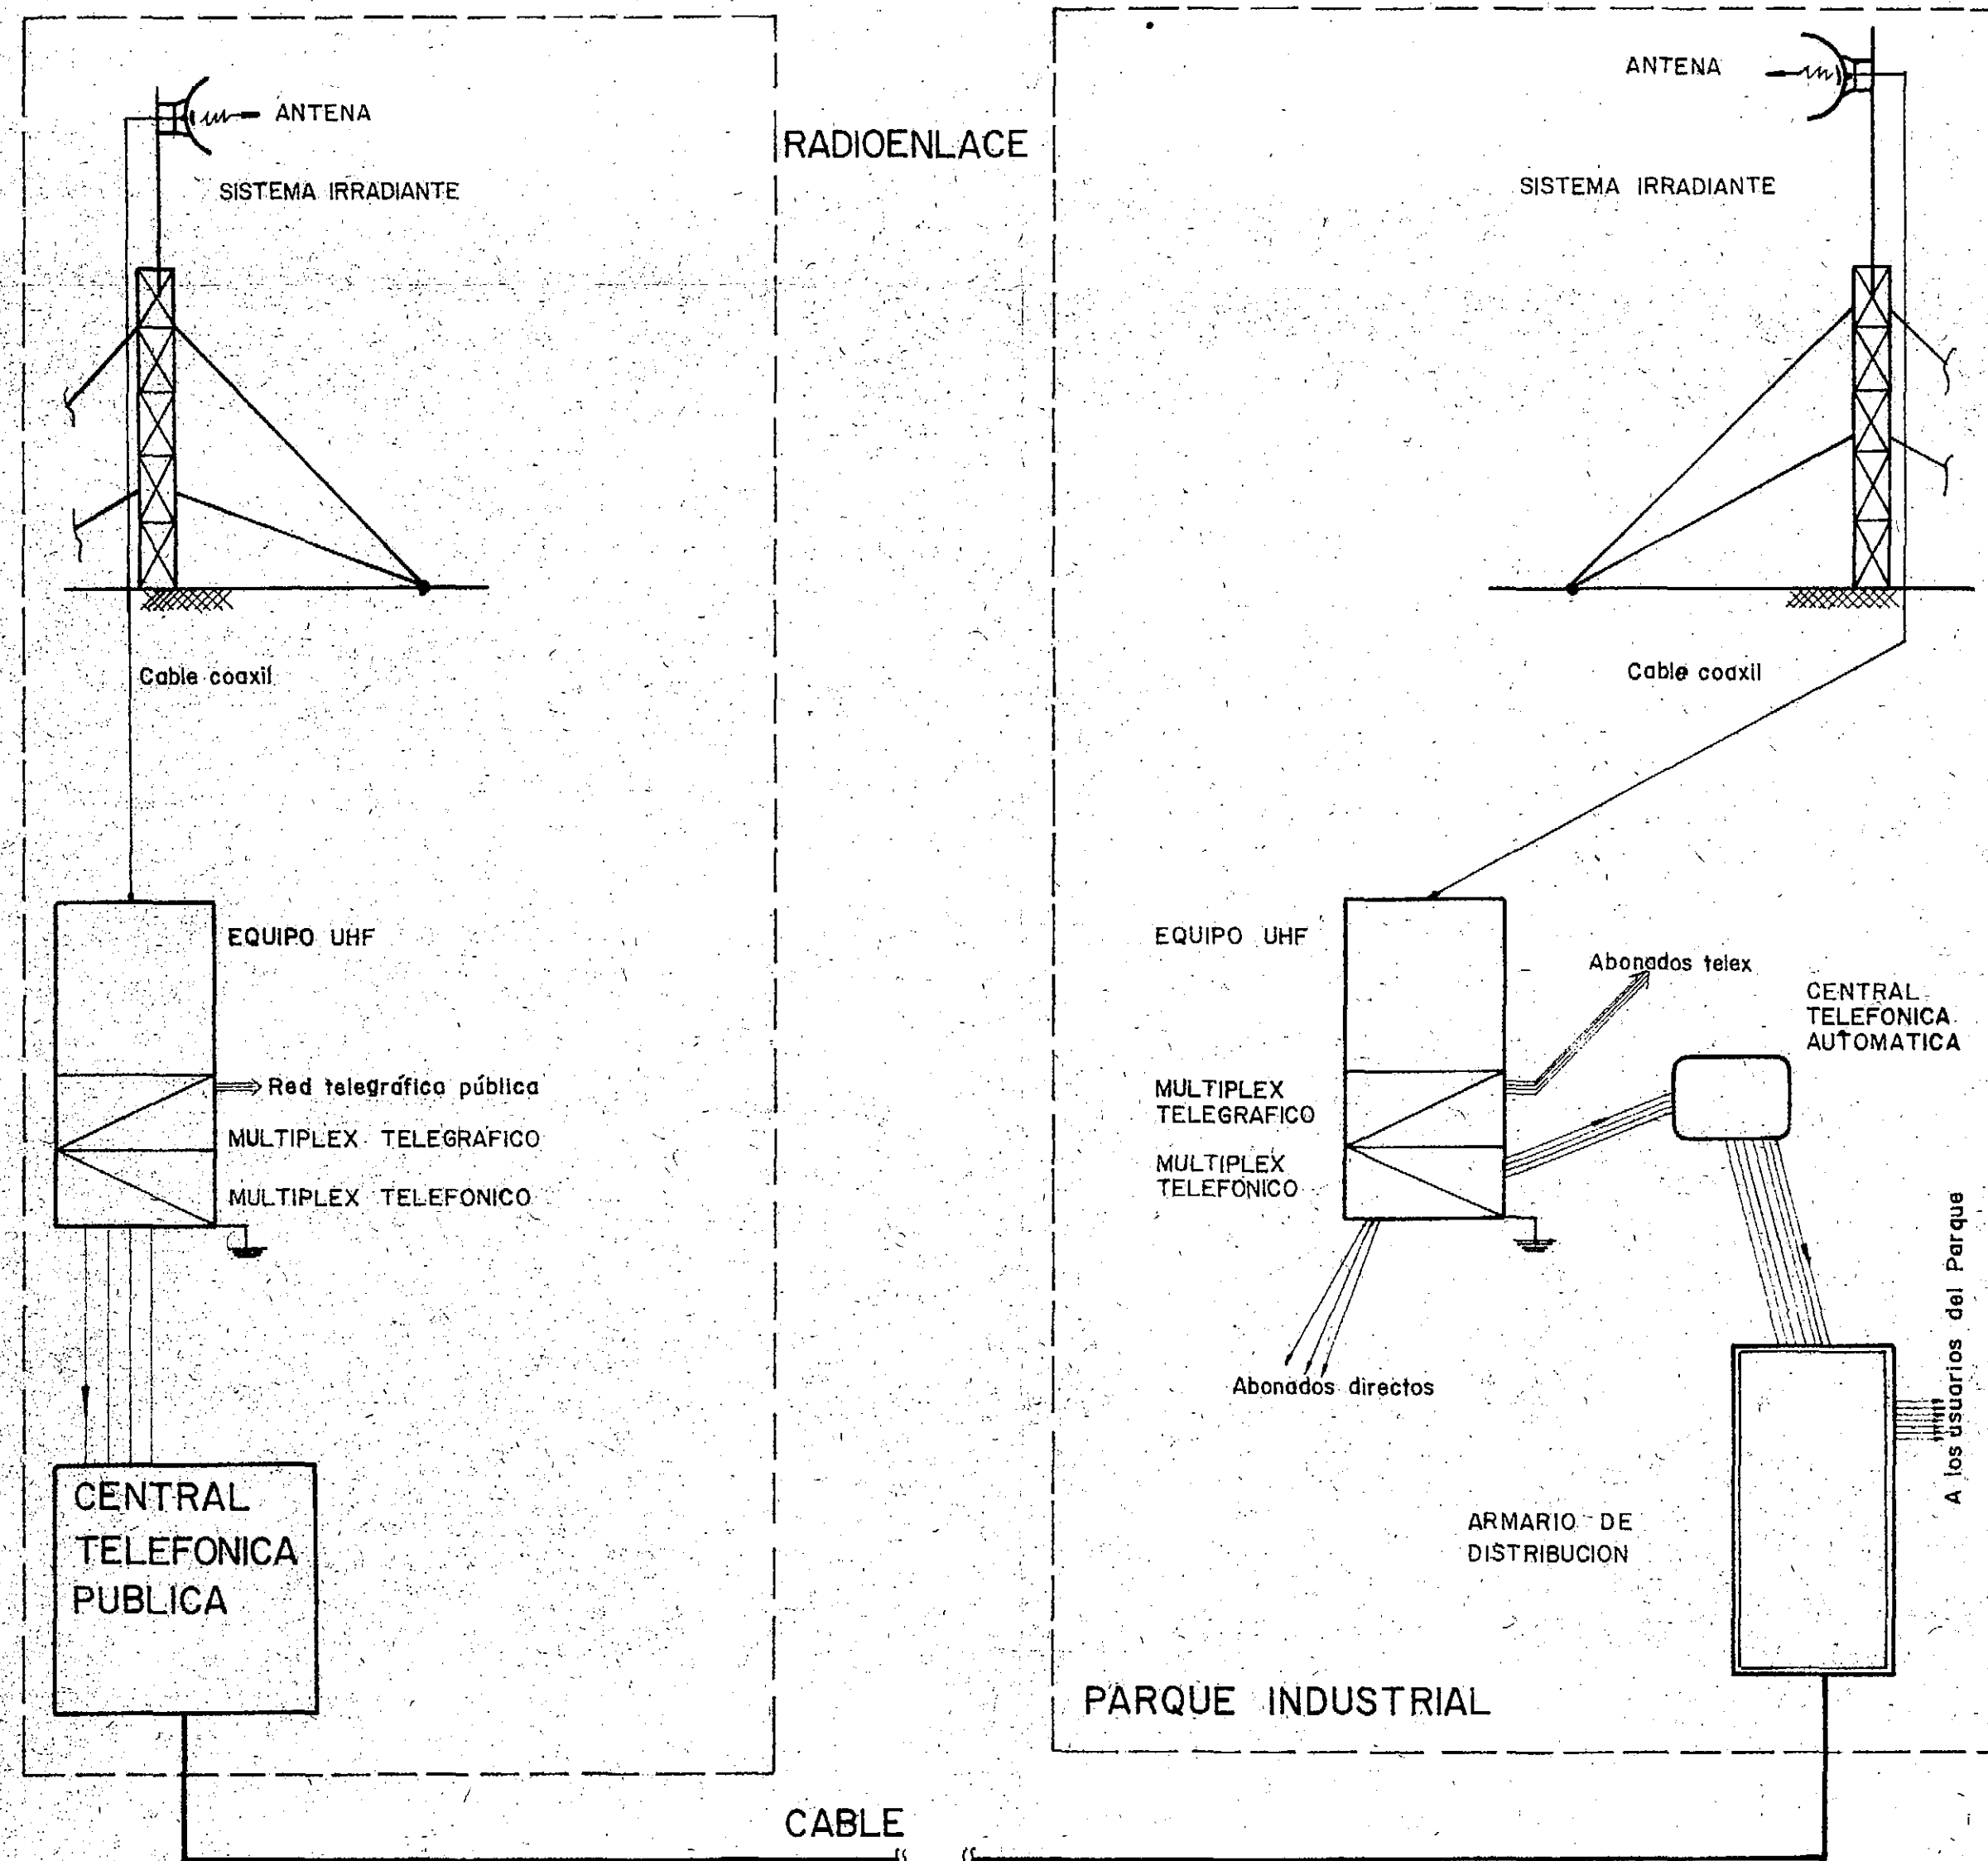 ANTENA
SISTEMA IRRADIANTE
Cable coaxil
EQUIPO UHF
Red telegráfica pública
MULTIPLEX TELEGRAFICO
MULTIPLEX TELEFONICO
CENTRAL
TELEFONICA
PUBLICA
RADIOENLACE
CABLE
ANTENA
SISTEMA IRRADIANTE
Cable coaxil
EQUIPO UHF
Abonados telex
CENTRAL
TELEFONICA
AUTOMATICA
MULTIPLEX
TELEGRAFICO
MULTIPLEX
TELEFONICO
Abonados directos
A los usuarios del Parque
ARMARIO DE
DISTRIBUCION
PARQUE INDUSTRIAL